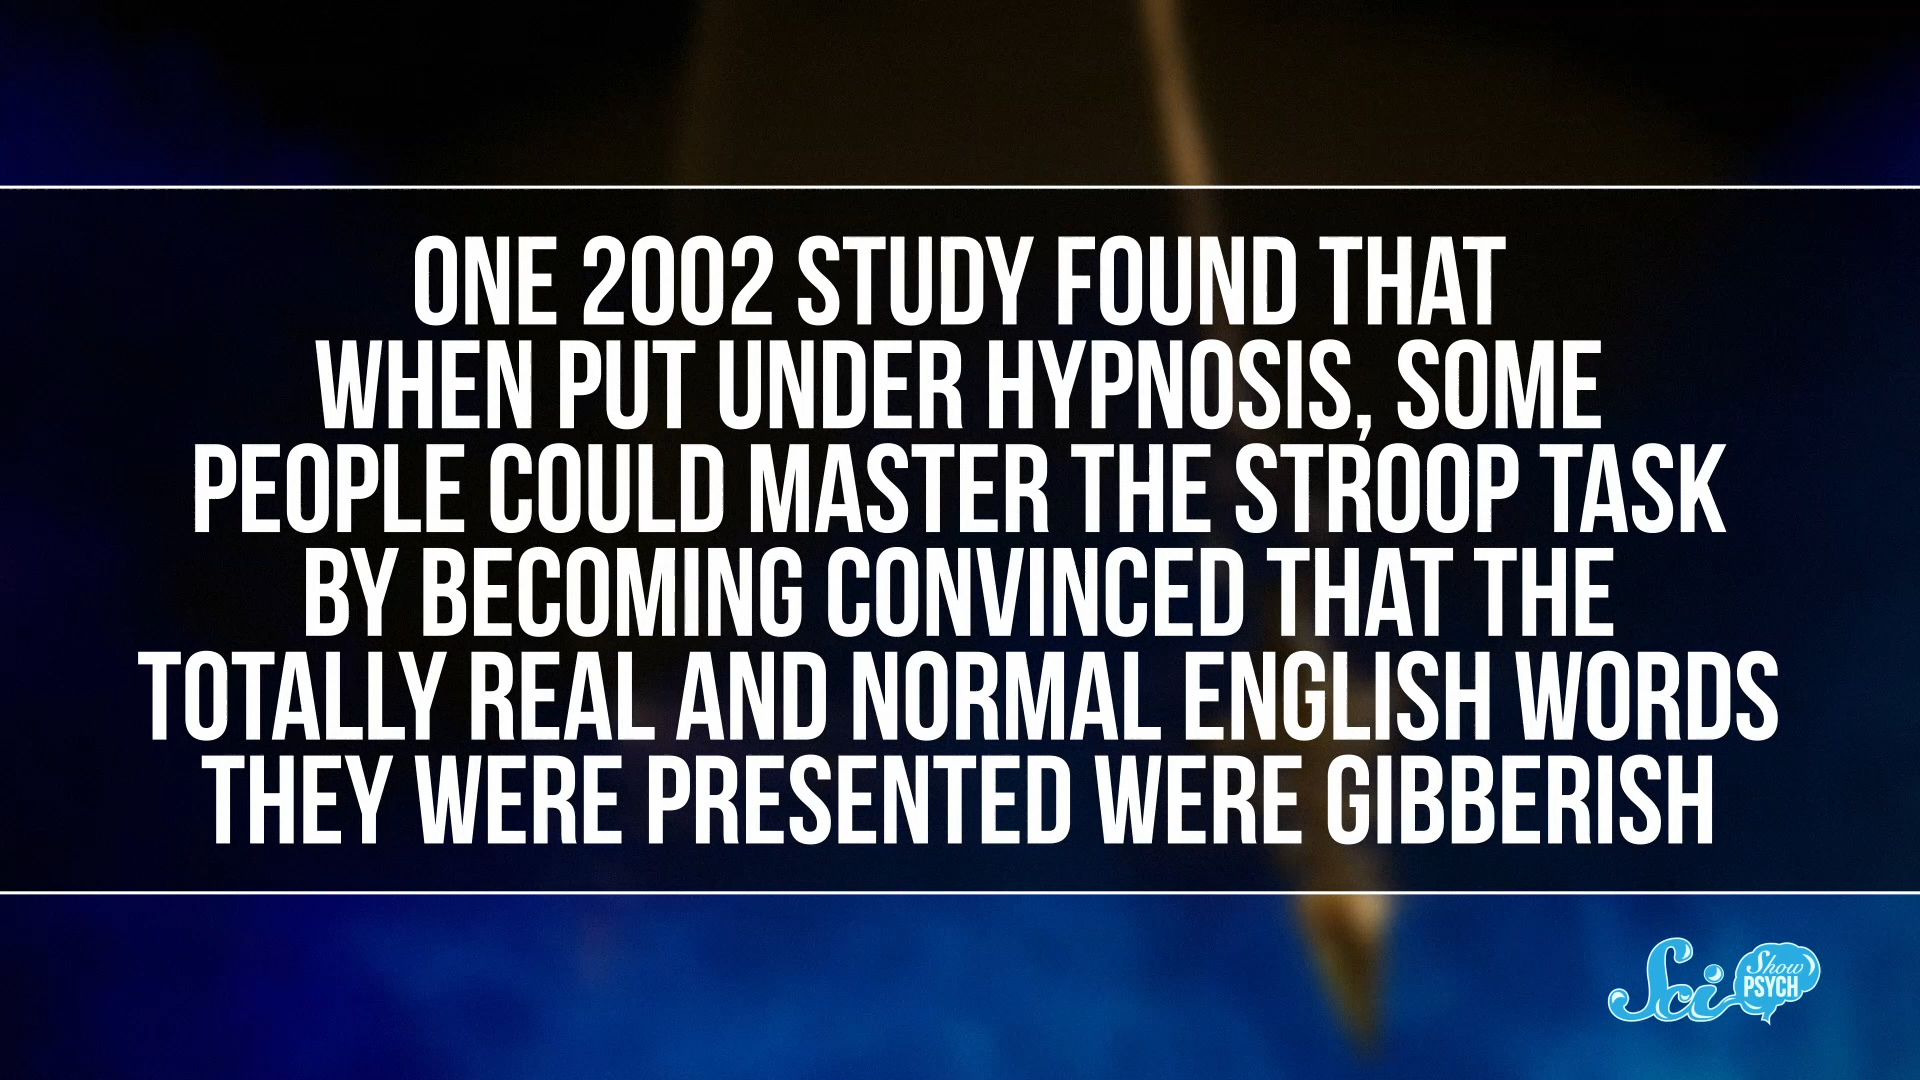 ONE 2002 STUDY FOUND THAT
WHEN PUT UNDER HYPNOSIS, SOME
PEOPLE COULD MASTER THE STROOP TASK
BY BECOMING CONVINCED THAT THE
TOTALLY REAL AND NORMAL ENGLISH WORDS
THEY WERE PRESENTED WERE GIBBERISH
Sci Show
PSYCH